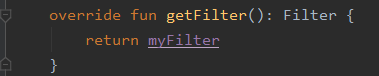 override fun getFilter(): Filter {
    return myFilter
}